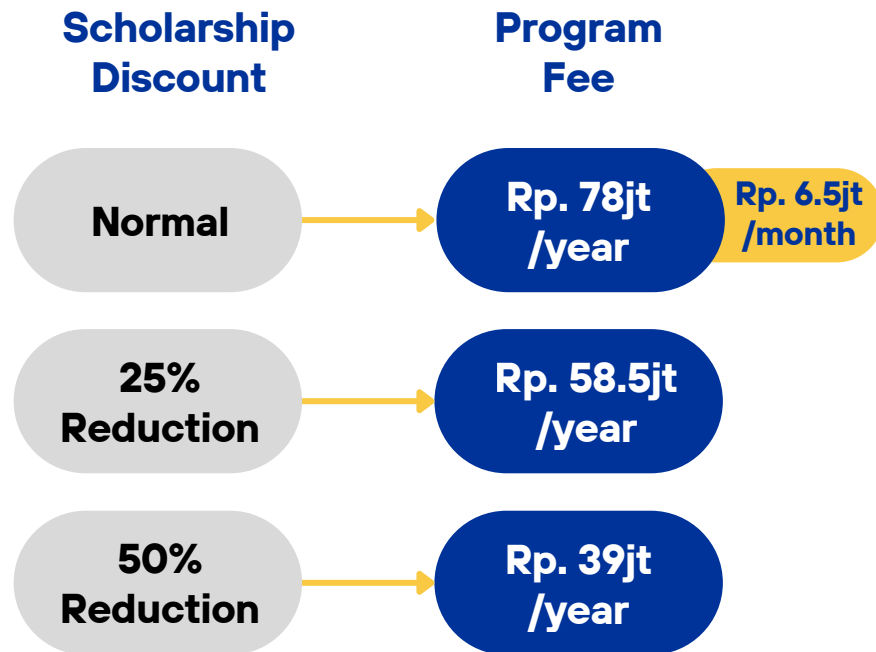 Scholarship
Discount
Program
Fee
Normal
Rp. 78jt
/year
Rp. 6.5jt
/month
25%
Reduction
Rp. 58.5jt
/year
50%
Reduction
Rp. 39jt
/year